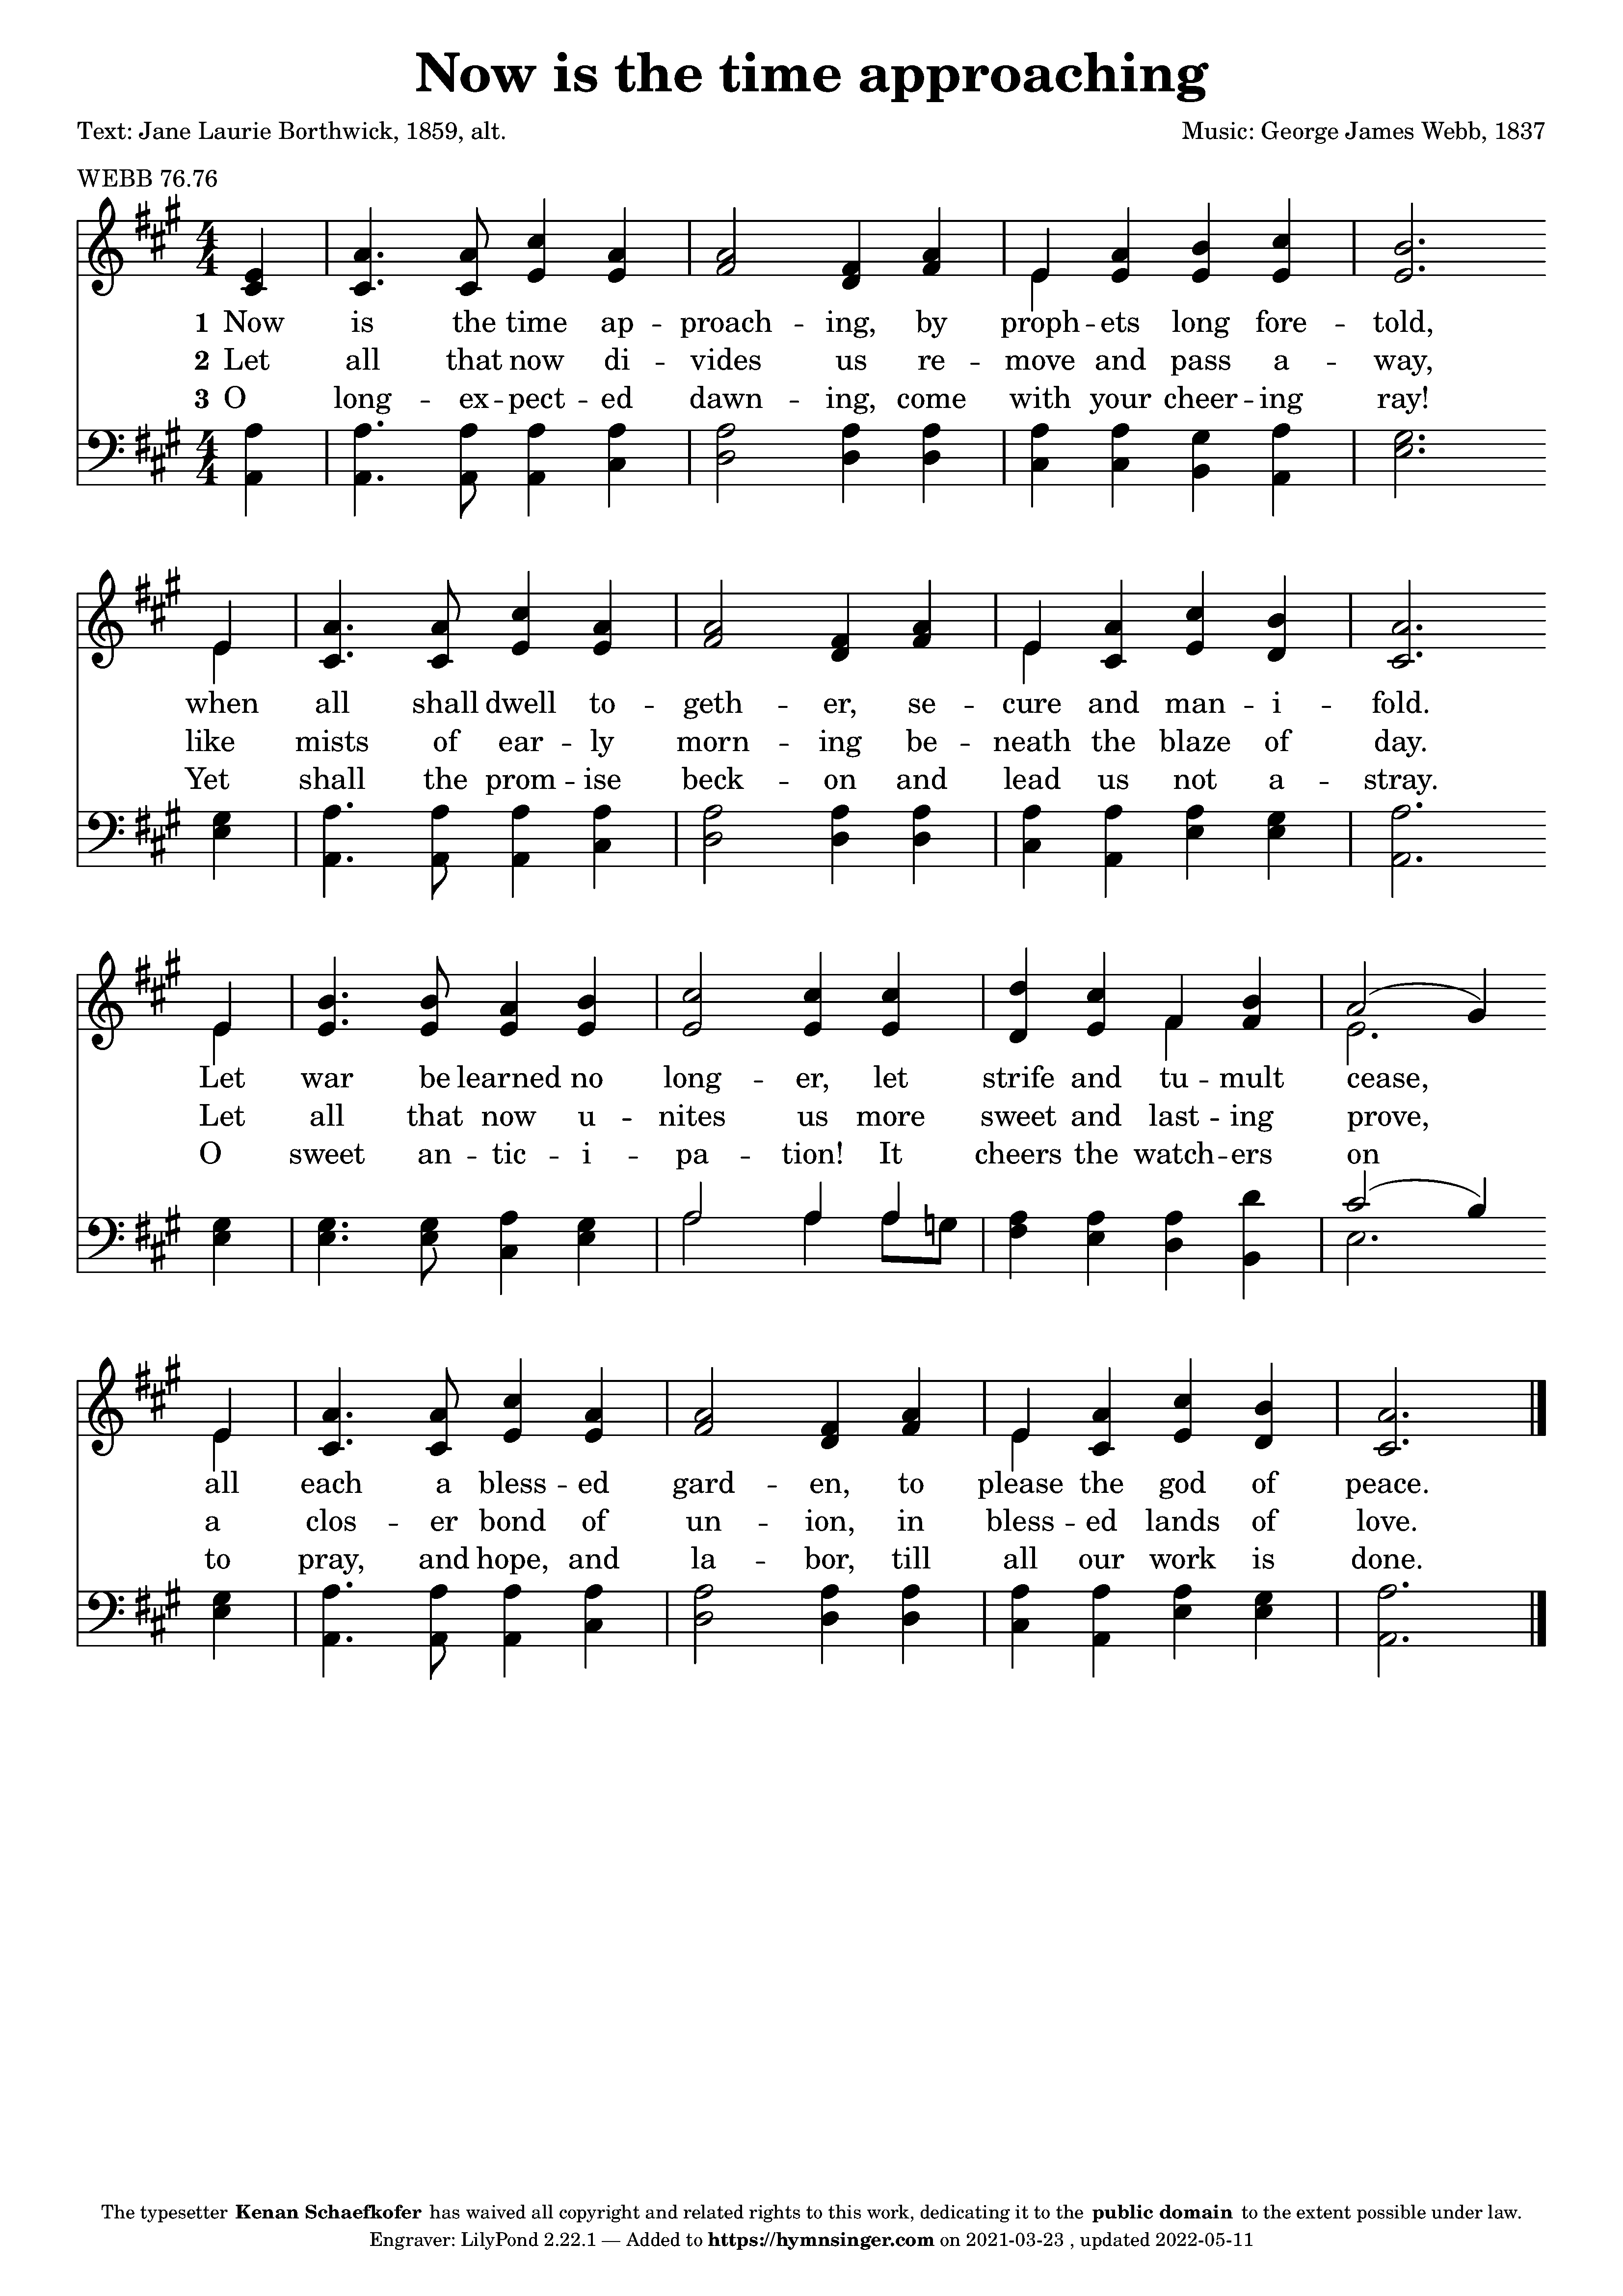 Now is the time approaching
Text: Jane Laurie Borthwick, 1859, alt.
Music: George James Webb, 1837
WEBB 76.76
1 Now is the time ap -- proach -- ing, by proph -- ets long fore -- told,
2 Let all that now di -- vides us re -- move and pass a -- way,
3 O long -- ex -- pect -- ed dawn -- ing, come with your cheer -- ing ray!
when all shall dwell to -- geth -- er, se -- cure and man -- i -- fold.
like mists of ear -- ly morn -- ing be -- neath the blaze of day.
Yet shall the prom -- ise beck -- on and lead us not a -- stray.
Let war be learned no long -- er, let strife and tu -- mult cease,
Let all that now u -- nites us more sweet and last -- ing prove,
O sweet an -- tic -- i -- pa -- tion! It cheers the watch -- ers on
all each a bless -- ed gard -- en, to please the god of peace.
a clos -- er bond of un -- ion, in bless -- ed lands of love.
to pray, and hope, and la -- bor, till all our work is done.
The typesetter Kenan Schaefkofer has waived all copyright and related rights to this work, dedicating it to the public domain to the extent possible under law.
Engraver: LilyPond 2.22.1 — Added to https://hymnsinger.com on 2021-03-23 , updated 2022-05-11